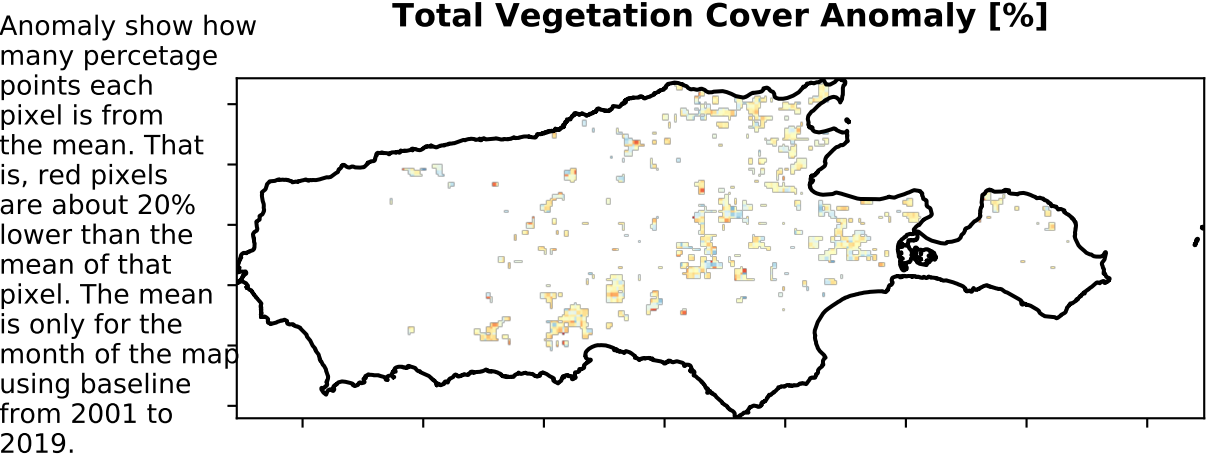 Total Vegetation Cover Anomaly [%]
Anomaly show how
many percetage
points each
pixel is from
the mean. That
is, red pixels
are about 20%
lower than the
mean of that
pixel. The mean
is only for the
month of the map
using baseline
from 2001 to
2019.